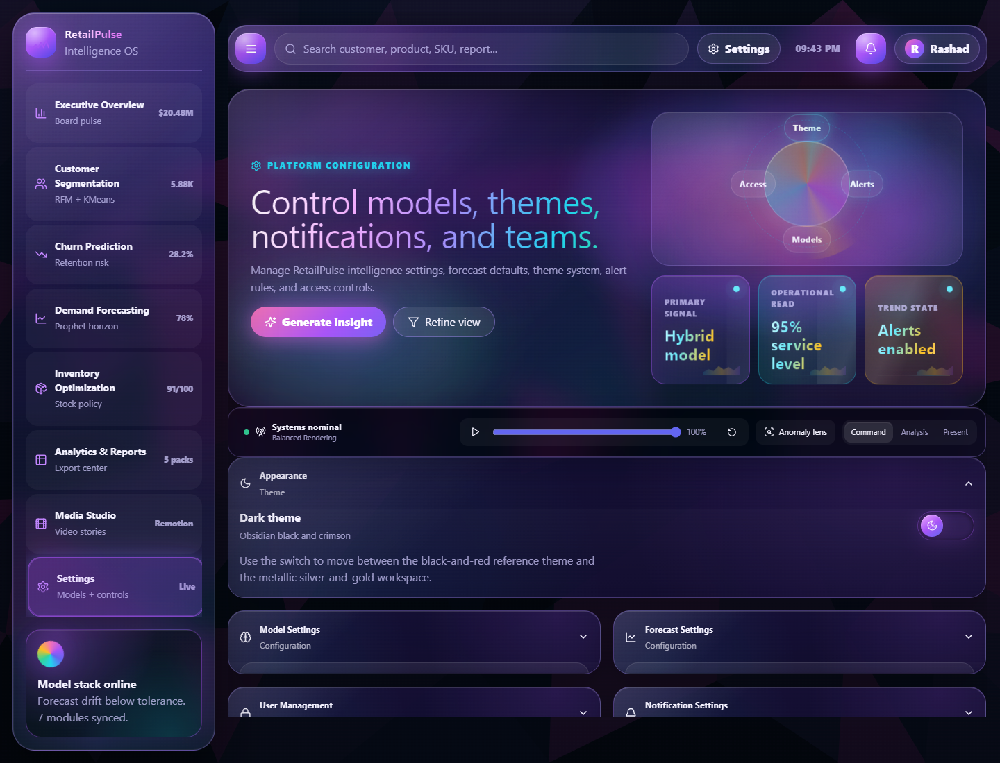 RetailPulse
Intelligence OS
Executive Overview
Board pulse
$20.48M
Customer
Segmentation
RFM + KMeans
5.88K
Churn Prediction
Retention risk
28.2%
Demand Forecasting
Prophet horizon
78%
Inventory
Optimization
Stock policy
91/100
Analytics & Reports
Export center
5 packs
Media Studio
Video stories
Remotion
Settings
Models + controls
Live
Model stack online
Forecast drift below tolerance.
7 modules synced.
Search customer, product, SKU, report...
Settings
09:43 PM
R
Rashad
PLATFORM CONFIGURATION
Control models, themes,
notifications, and teams.
Manage RetailPulse intelligence settings, forecast defaults, theme system, alert
rules, and access controls.
Generate insight
Refine view
Theme
Access
Alerts
Models
PRIMARY
SIGNAL
Hybrid
model
OPERATIONAL
READ
95%
service
level
TREND STATE
Alerts
enabled
Systems nominal
Balanced Rendering
100%
Anomaly lens
Command
Analysis
Present
Appearance
Theme
Dark theme
Obsidian black and crimson
Use the switch to move between the black-and-red reference theme and
the metallic silver-and-gold workspace.
Model Settings
Configuration
Forecast Settings
Configuration
User Management
Notification Settings